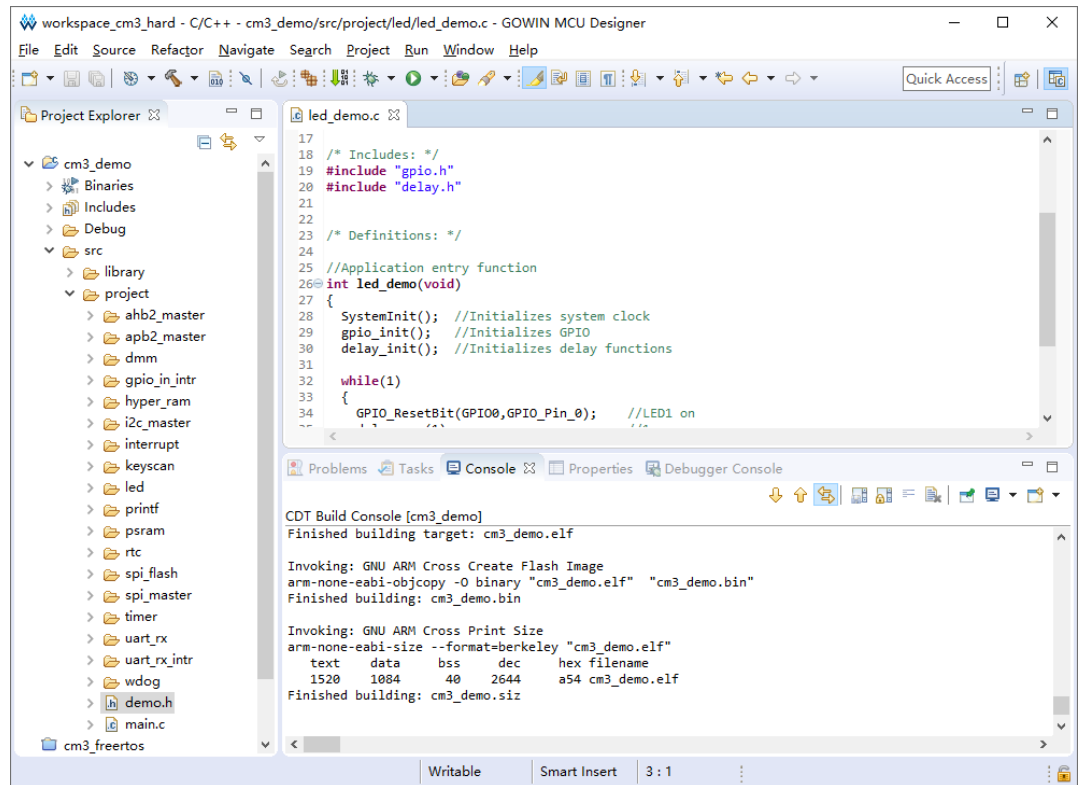 workspace_cm3_hard - C/C++ - cm3_demo/src/project/led/led_demo.c - GOWIN MCU Designer
File Edit Source Refactor Navigate Search Project Run Window Help
Quick Access
Project Explorer
cm3_demo
Binaries
Includes
Debug
src
library
project
ahb2_master
apb2_master
dmm
gpio_in_intr
hyper_ram
i2c_master
interrupt
keyscan
led
printf
psram
rtc
spi_flash
spi_master
timer
uart_rx
uart_rx_intr
wdog
demo.h
main.c
cm3_freertos
led_demo.c
17
18 /* Includes: */
19 #include "gpio.h"
20 #include "delay.h"
21
22
23 /* Definitions: */
24
25 //Application entry function
26 int led_demo(void)
27 {
28 SystemInit(); //Initializes system clock
29 gpio_init(); //Initializes GPIO
30 delay_init(); //Initializes delay functions
31
32 while(1)
33 {
34 GPIO_ResetBit(GPIO0,GPIO_Pin_0); //LED1 on
Problems Tasks Console Properties Debugger Console
CDT Build Console [cm3_demo]
Finished building target: cm3_demo.elf
Invoking: GNU ARM Cross Create Flash Image
arm-none-eabi-objcopy -O binary "cm3_demo.elf" "cm3_demo.bin"
Finished building: cm3_demo.bin
Invoking: GNU ARM Cross Print Size
arm-none-eabi-size --format=berkeley "cm3_demo.elf"
text data bss dec hex filename
1520 1084 40 2644 a54 cm3_demo.elf
Finished building: cm3_demo.siz
Writable Smart Insert 3 : 1